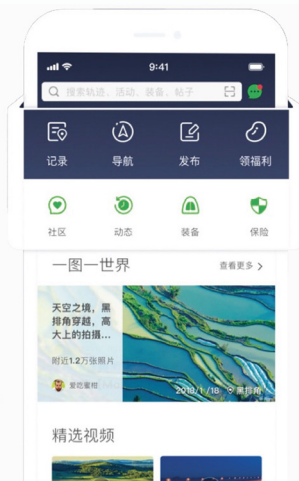 9:41
搜索轨迹、活动、装备、帖子
记录 导航 发布 领福利
社区 动态 装备 保险
一图一世界 查看更多 >
天空之境，黑
排角穿越，高
大上的拍摄...
附近1.2万张照片
爱吃蜜柑
2019/1/18 黑排角
精选视频